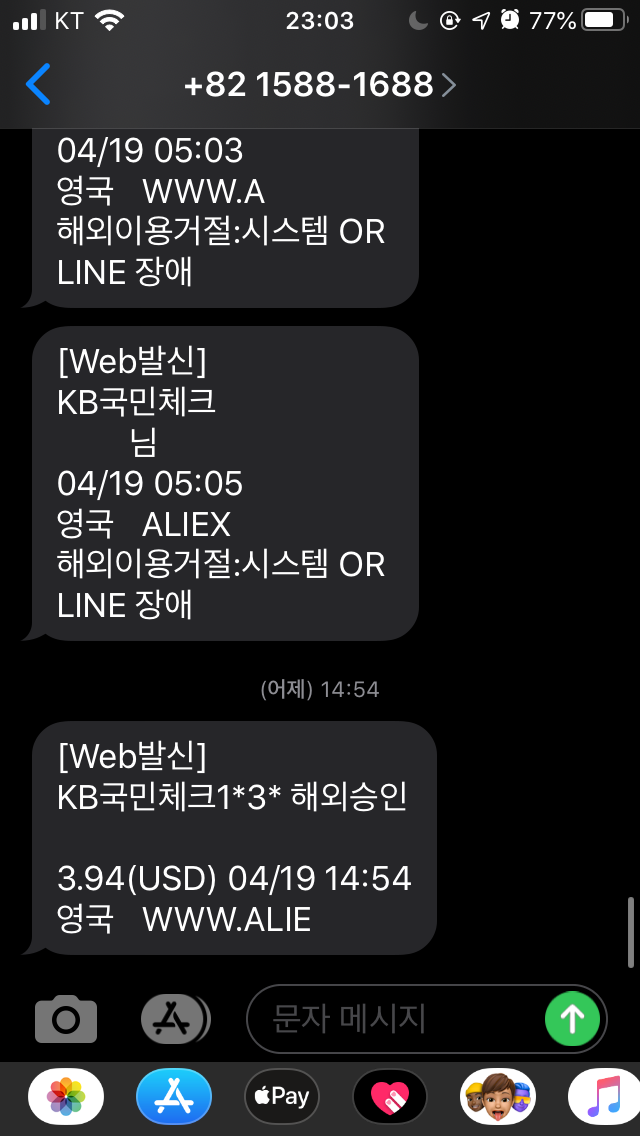 KT 23:03 77%
+82 1588-1688
04/19 05:03
영국 WWW.A
해외이용거절:시스템 OR
LINE 장애
[Web발신]
KB국민체크
님
04/19 05:05
영국 ALIEX
해외이용거절:시스템 OR
LINE 장애
(어제) 14:54
[Web발신]
KB국민체크1*3* 해외승인
3.94(USD) 04/19 14:54
영국 WWW.ALIE
문자 메시지
Pay